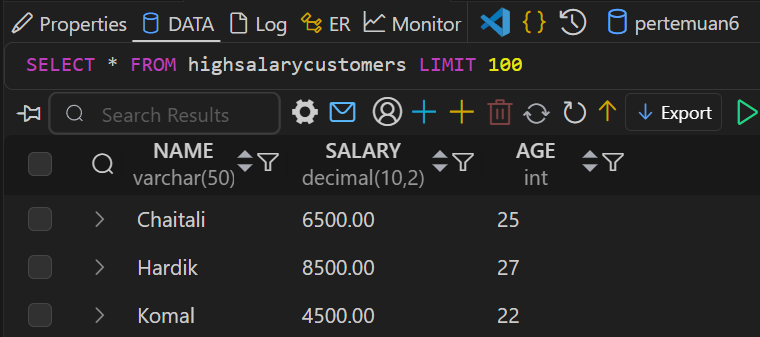 Properties DATA Log ER Monitor {} pertemuan6
SELECT * FROM highsalarycustomers LIMIT 100
Search Results Export
NAME SALARY AGE
varchar(50) decimal(10,2) int
Chaitali 6500.00 25
Hardik 8500.00 27
Komal 4500.00 22